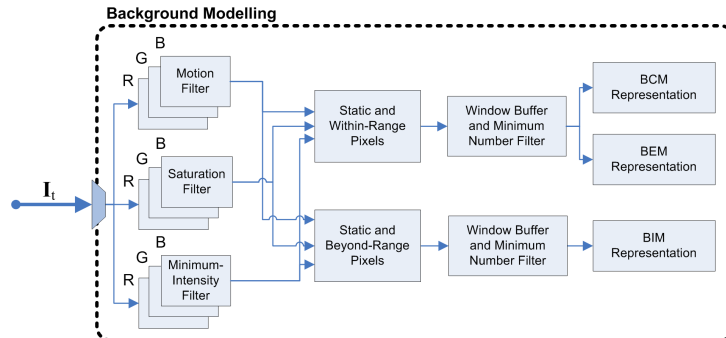 Background Modelling
B
G
R
Motion
Filter
B
G
R
Saturation
Filter
B
G
R
Minimum-
Intensity
Filter
I_t
Static and
Within-Range
Pixels
Static and
Beyond-Range
Pixels
Window Buffer
and Minimum
Number Filter
Window Buffer
and Minimum
Number Filter
BCM
Representation
BEM
Representation
BIM
Representation